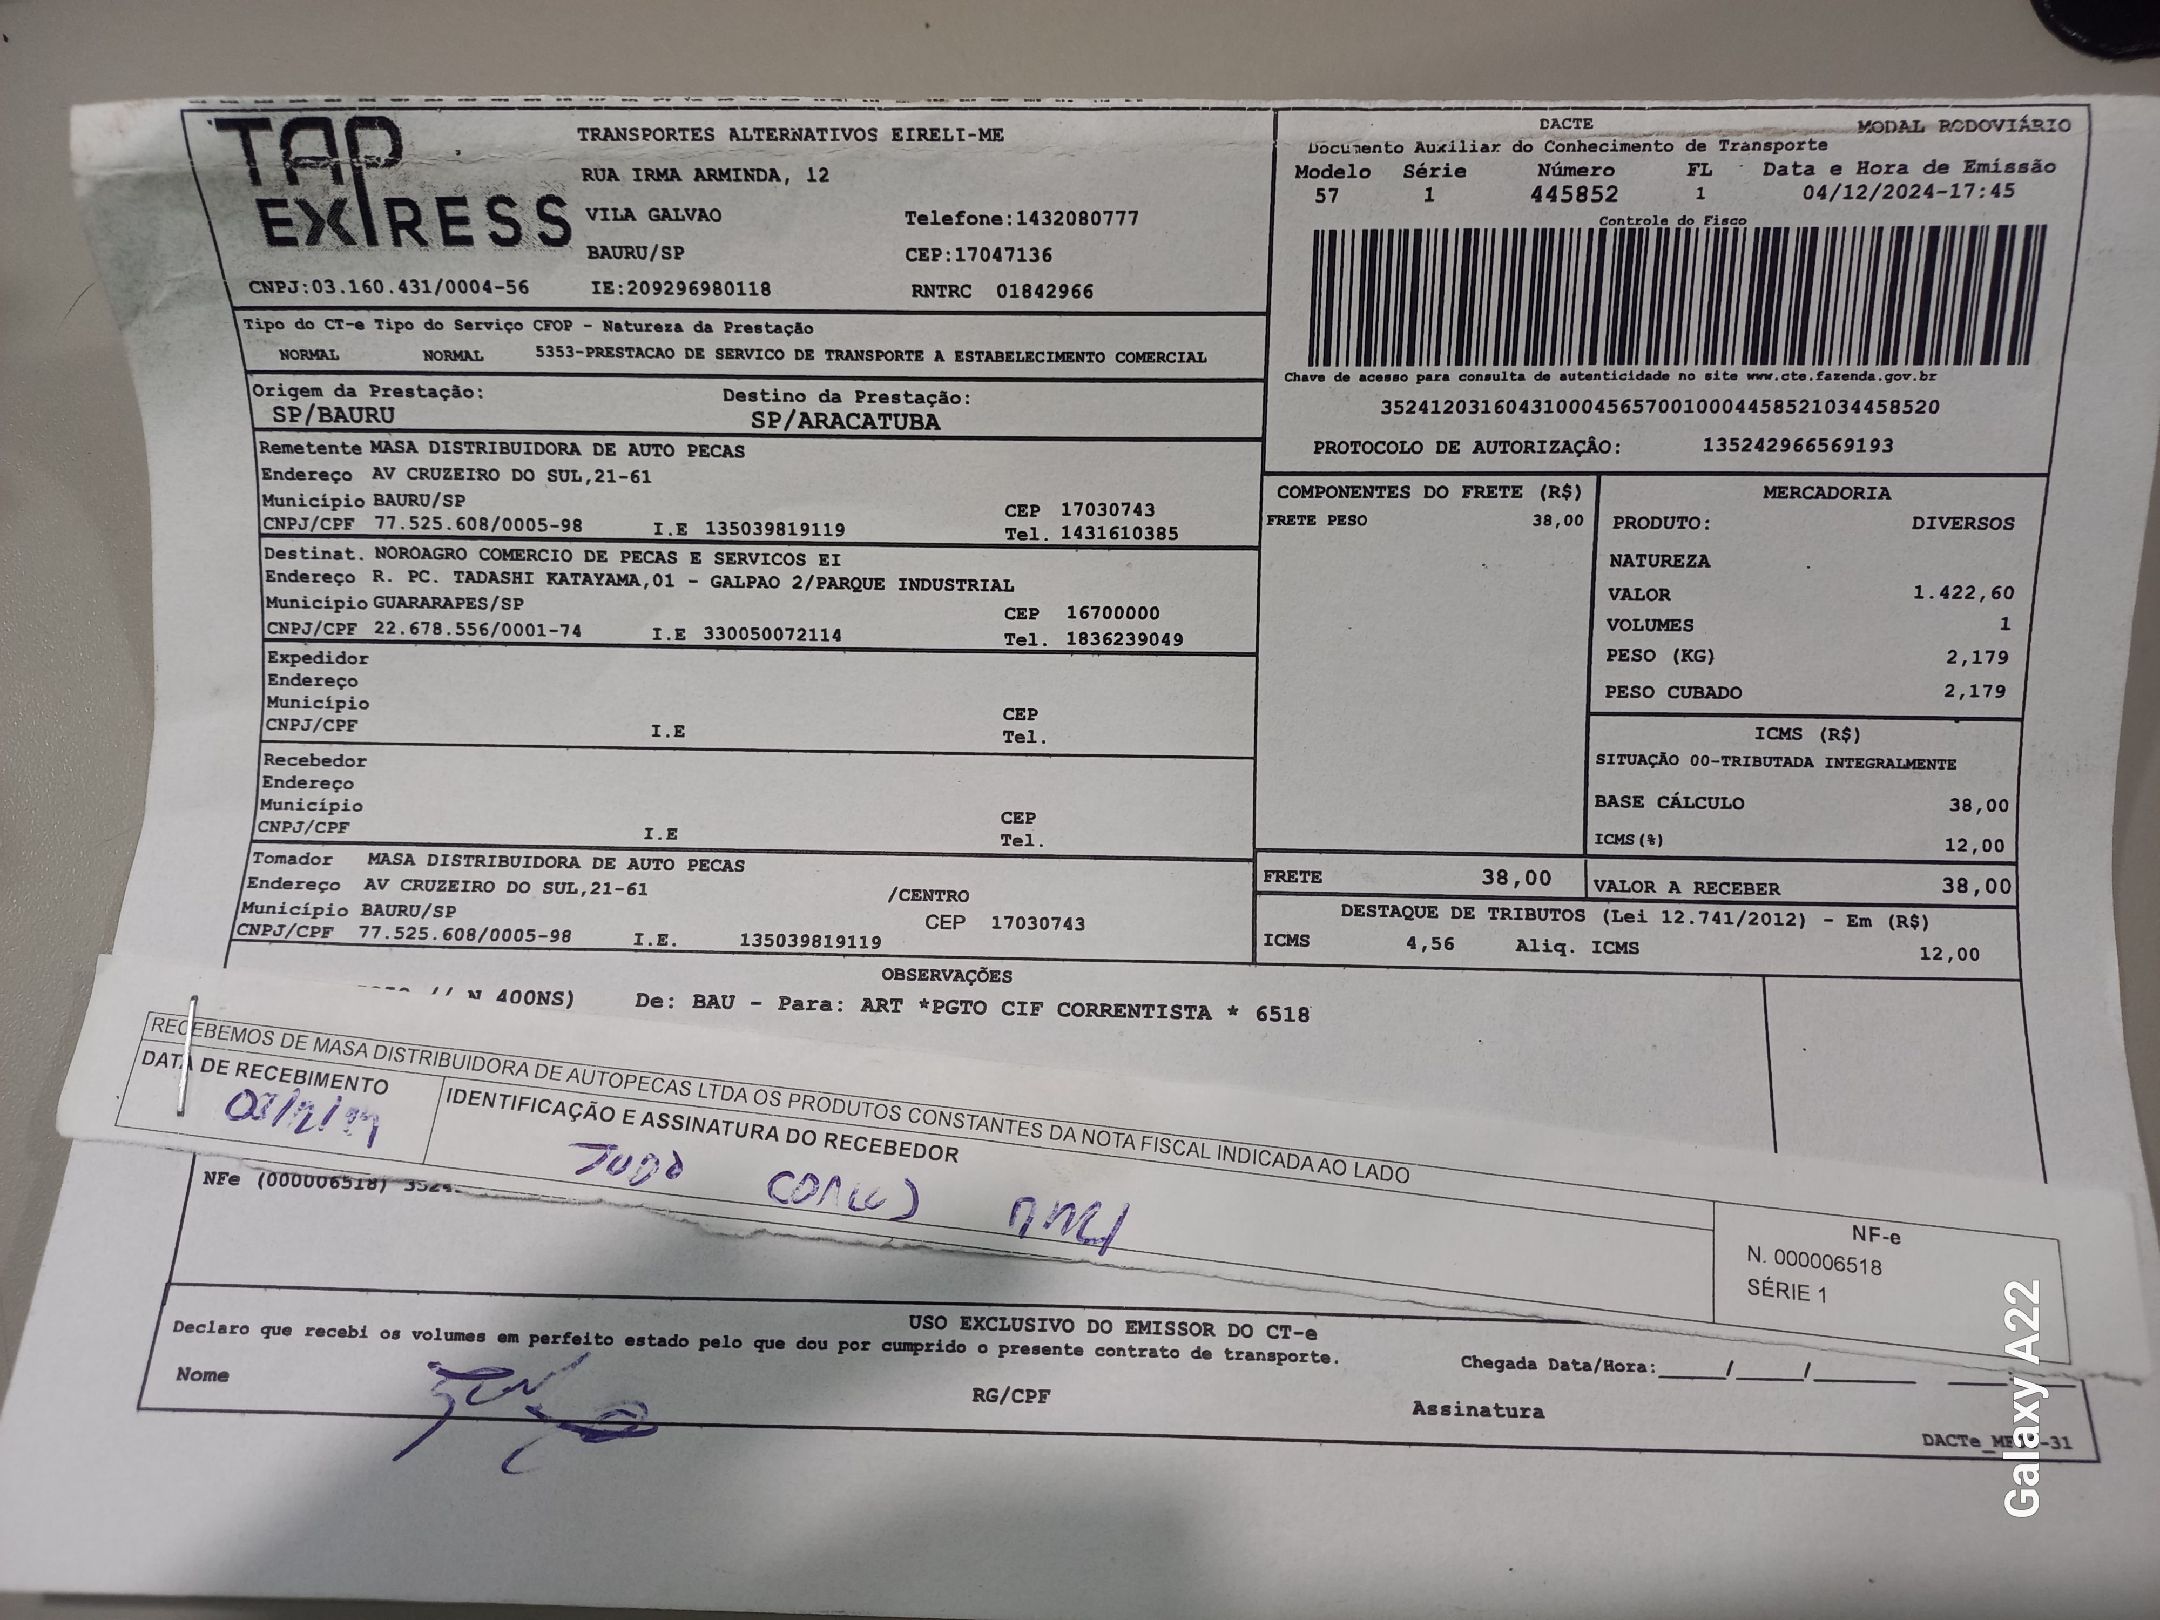 TAP EXPRESS
TRANSPORTES ALTERNATIVOS EIRELI-ME
RUA IRMA ARMINDA, 12
VILA GALVAO Telefone:1432080777
BAURU/SP CEP:17047136
CNPJ:03.160.431/0004-56 IE:209296980118 RNTRC 01842966
DACTE MODAL RODOVIÁRIO
Documento Auxiliar do Conhecimento de Transporte
Modelo Série Número FL Data e Hora de Emissão
57 1 445852 1 04/12/2024-17:45
Controle do Fisco
Chave de acesso para consulta de autenticidade no site www.cte.fazenda.gov.br
35241203160431000456570010004458521034458520
PROTOCOLO DE AUTORIZAÇÂO: 135242966569193
Tipo do CT-e Tipo do Serviço CFOP - Natureza da Prestação
NORMAL NORMAL 5353-PRESTACAO DE SERVICO DE TRANSPORTE A ESTABELECIMENTO COMERCIAL
Origem da Prestação: Destino da Prestação:
SP/BAURU SP/ARACATUBA
Remetente MASA DISTRIBUIDORA DE AUTO PECAS
Endereço AV CRUZEIRO DO SUL,21-61
Município BAURU/SP CEP 17030743
CNPJ/CPF 77.525.608/0005-98 I.E 135039819119 Tel. 1431610385
Destinat. NOROAGRO COMERCIO DE PECAS E SERVICOS EI
Endereço R. PC. TADASHI KATAYAMA,01 - GALPAO 2/PARQUE INDUSTRIAL
Município GUARARAPES/SP CEP 16700000
CNPJ/CPF 22.678.556/0001-74 I.E 330050072114 Tel. 1836239049
Expedidor
Endereço
Município CEP
CNPJ/CPF I.E Tel.
Recebedor
Endereço
Município CEP
CNPJ/CPF I.E Tel.
Tomador MASA DISTRIBUIDORA DE AUTO PECAS
Endereço AV CRUZEIRO DO SUL,21-61 /CENTRO
Município BAURU/SP CEP 17030743
CNPJ/CPF 77.525.608/0005-98 I.E. 135039819119
COMPONENTES DO FRETE (R$)
FRETE PESO 38,00
MERCADORIA
PRODUTO: DIVERSOS
NATUREZA
VALOR 1.422,60
VOLUMES 1
PESO (KG) 2,179
PESO CUBADO 2,179
ICMS (R$)
SITUAÇÃO 00-TRIBUTADA INTEGRALMENTE
BASE CÁLCULO 38,00
ICMS(%) 12,00
FRETE 38,00 VALOR A RECEBER 38,00
DESTAQUE DE TRIBUTOS (Lei 12.741/2012) - Em (R$)
ICMS 4,56 Aliq. ICMS 12,00
OBSERVAÇÕES
400NS) De: BAU - Para: ART *PGTO CIF CORRENTISTA * 6518
RECEBEMOS DE MASA DISTRIBUIDORA DE AUTOPECAS LTDA OS PRODUTOS CONSTANTES DA NOTA FISCAL INDICADA AO LADO
DATA DE RECEBIMENTO IDENTIFICAÇÃO E ASSINATURA DO RECEBEDOR
NF-e
N. 000006518
SÉRIE 1
NFe (000006518)
USO EXCLUSIVO DO EMISSOR DO CT-e
Declaro que recebi os volumes em perfeito estado pelo que dou por cumprido o presente contrato de transporte.
Chegada Data/Hora:_____/_____/_______
Nome RG/CPF Assinatura
Galaxy A22